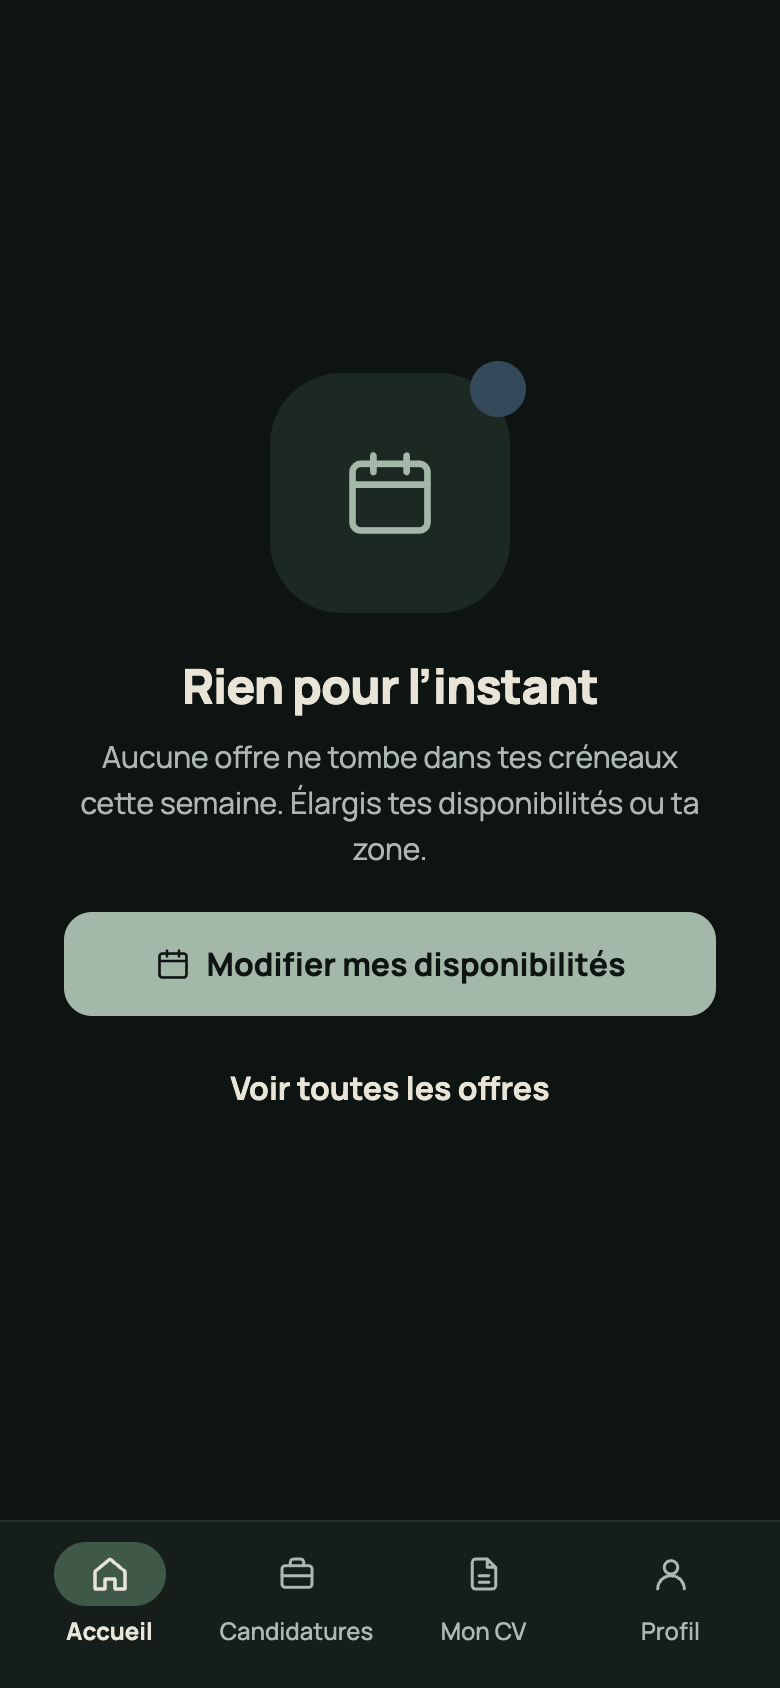 Rien pour l’instant
Aucune offre ne tombe dans tes créneaux
cette semaine. Élargis tes disponibilités ou ta
zone.
Modifier mes disponibilités
Voir toutes les offres
Accueil
Candidatures
Mon CV
Profil